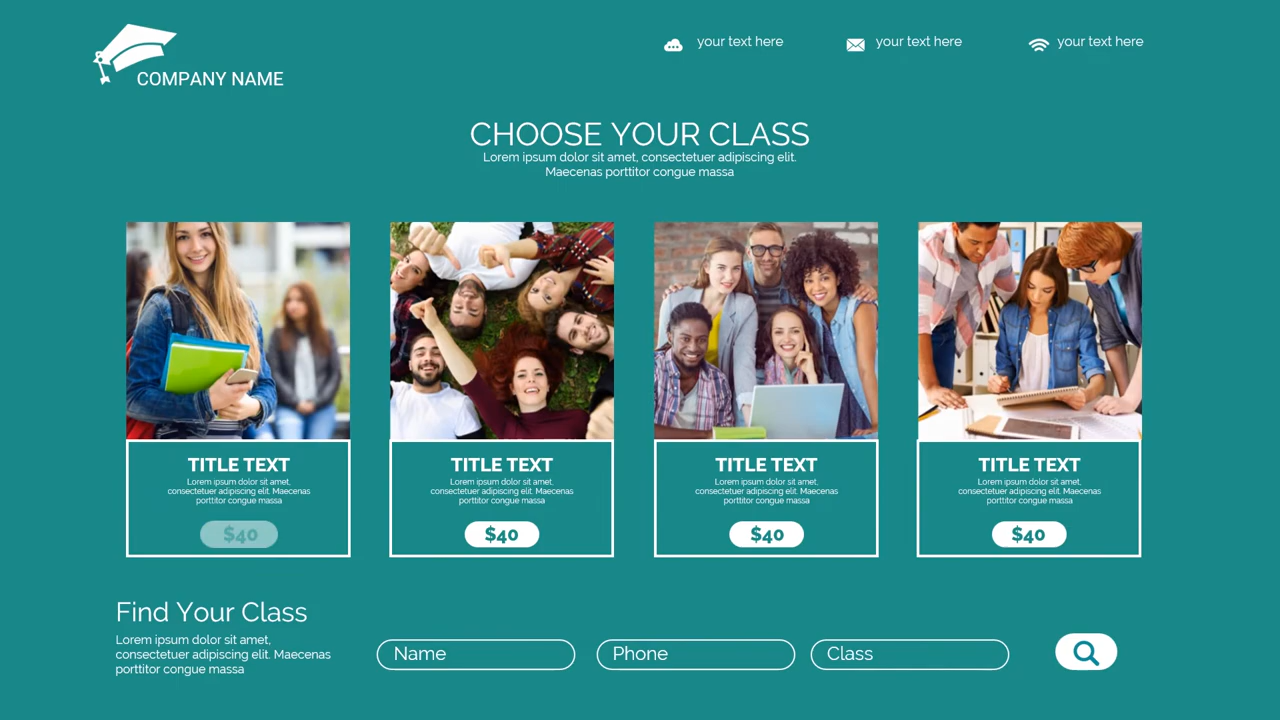 COMPANY NAME
your text here
your text here
your text here
CHOOSE YOUR CLASS
Lorem ipsum dolor sit amet, consectetuer adipiscing elit.
Maecenas porttitor congue massa
TITLE TEXT
Lorem ipsum dolor sit amet,
consectetuer adipiscing elit. Maecenas
porttitor congue massa
$40
TITLE TEXT
Lorem ipsum dolor sit amet,
consectetuer adipiscing elit. Maecenas
porttitor congue massa
$40
TITLE TEXT
Lorem ipsum dolor sit amet,
consectetuer adipiscing elit. Maecenas
porttitor congue massa
$40
TITLE TEXT
Lorem ipsum dolor sit amet,
consectetuer adipiscing elit. Maecenas
porttitor congue massa
$40
Find Your Class
Lorem ipsum dolor sit amet,
consectetuer adipiscing elit. Maecenas
porttitor congue massa
Name
Phone
Class